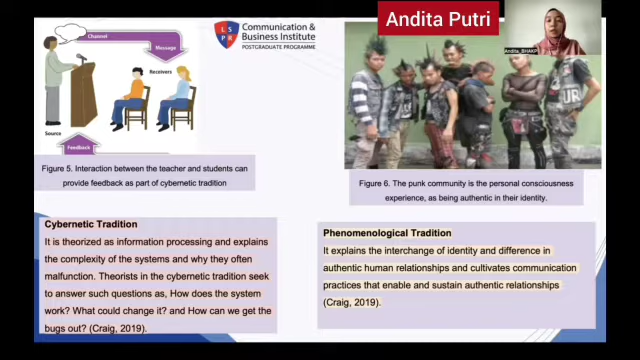 Channel
Message
Receivers
Source
Feedback
L S
P R
Communication &
Business Institute
POSTGRADUATE PROGRAMME
Andita Putri
Andita_BHAKP
UR
Figure 5. Interaction between the teacher and students can
provide feedback as part of cybernetic tradition
Figure 6. The punk community is the personal consciousness
experience, as being authentic in their identity.
Cybernetic Tradition
It is theorized as information processing and explains
the complexity of the systems and why they often
malfunction. Theorists in the cybernetic tradition seek
to answer such questions as, How does the system
work? What could change it? and How can we get the
bugs out? (Craig, 2019).
Phenomenological Tradition
It explains the interchange of identity and difference in
authentic human relationships and cultivates communication
practices that enable and sustain authentic relationships
(Craig, 2019).